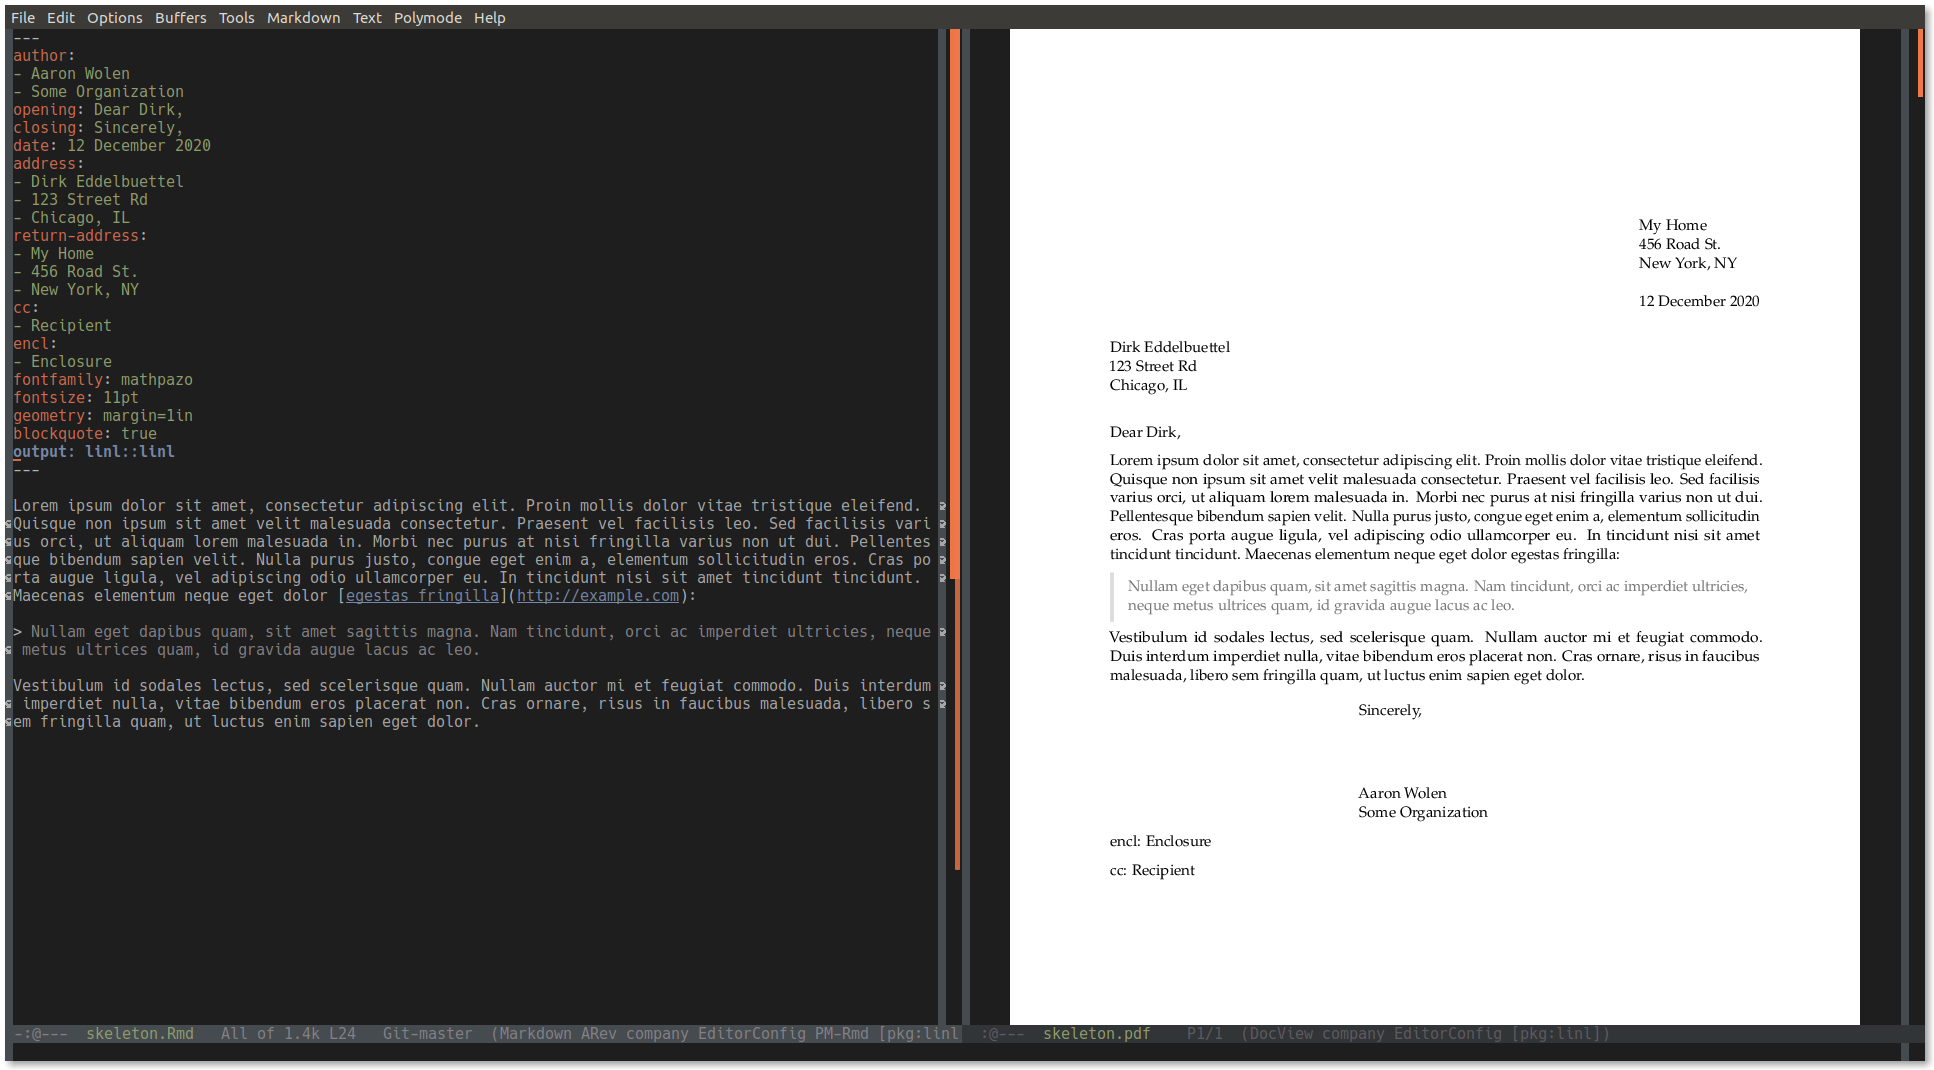 File Edit Options Buffers Tools Markdown Text Polymode Help
---
author:
- Aaron Wolen
- Some Organization
opening: Dear Dirk,
closing: Sincerely,
date: 12 December 2020
address:
- Dirk Eddelbuettel
- 123 Street Rd
- Chicago, IL
return-address:
- My Home
- 456 Road St.
- New York, NY
cc:
- Recipient
encl:
- Enclosure
fontfamily: mathpazo
fontsize: 11pt
geometry: margin=1in
blockquote: true
output: linl::linl
---
Lorem ipsum dolor sit amet, consectetur adipiscing elit. Proin mollis dolor vitae tristique eleifend.
Quisque non ipsum sit amet velit malesuada consectetur. Praesent vel facilisis leo. Sed facilisis vari
us orci, ut aliquam lorem malesuada in. Morbi nec purus at nisi fringilla varius non ut dui. Pellentes
que bibendum sapien velit. Nulla purus justo, congue eget enim a, elementum sollicitudin eros. Cras po
rta augue ligula, vel adipiscing odio ullamcorper eu. In tincidunt nisi sit amet tincidunt tincidunt.
Maecenas elementum neque eget dolor [egestas fringilla](http://example.com):
> Nullam eget dapibus quam, sit amet sagittis magna. Nam tincidunt, orci ac imperdiet ultricies, neque
metus ultrices quam, id gravida augue lacus ac leo.
Vestibulum id sodales lectus, sed scelerisque quam. Nullam auctor mi et feugiat commodo. Duis interdum
imperdiet nulla, vitae bibendum eros placerat non. Cras ornare, risus in faucibus malesuada, libero s
em fringilla quam, ut luctus enim sapien eget dolor.
-:@--- skeleton.Rmd All of 1.4k L24 Git-master (Markdown ARev company EditorConfig PM-Rmd [pkg:linl
My Home
456 Road St.
New York, NY
12 December 2020
Dirk Eddelbuettel
123 Street Rd
Chicago, IL
Dear Dirk,
Lorem ipsum dolor sit amet, consectetur adipiscing elit. Proin mollis dolor vitae tristique eleifend.
Quisque non ipsum sit amet velit malesuada consectetur. Praesent vel facilisis leo. Sed facilisis
varius orci, ut aliquam lorem malesuada in. Morbi nec purus at nisi fringilla varius non ut dui.
Pellentesque bibendum sapien velit. Nulla purus justo, congue eget enim a, elementum sollicitudin
eros. Cras porta augue ligula, vel adipiscing odio ullamcorper eu. In tincidunt nisi sit amet
tincidunt tincidunt. Maecenas elementum neque eget dolor egestas fringilla:
Nullam eget dapibus quam, sit amet sagittis magna. Nam tincidunt, orci ac imperdiet ultricies,
neque metus ultrices quam, id gravida augue lacus ac leo.
Vestibulum id sodales lectus, sed scelerisque quam. Nullam auctor mi et feugiat commodo.
Duis interdum imperdiet nulla, vitae bibendum eros placerat non. Cras ornare, risus in faucibus
malesuada, libero sem fringilla quam, ut luctus enim sapien eget dolor.
Sincerely,
Aaron Wolen
Some Organization
encl: Enclosure
cc: Recipient
:@--- skeleton.pdf P1/1 (DocView company EditorConfig [pkg:linl])